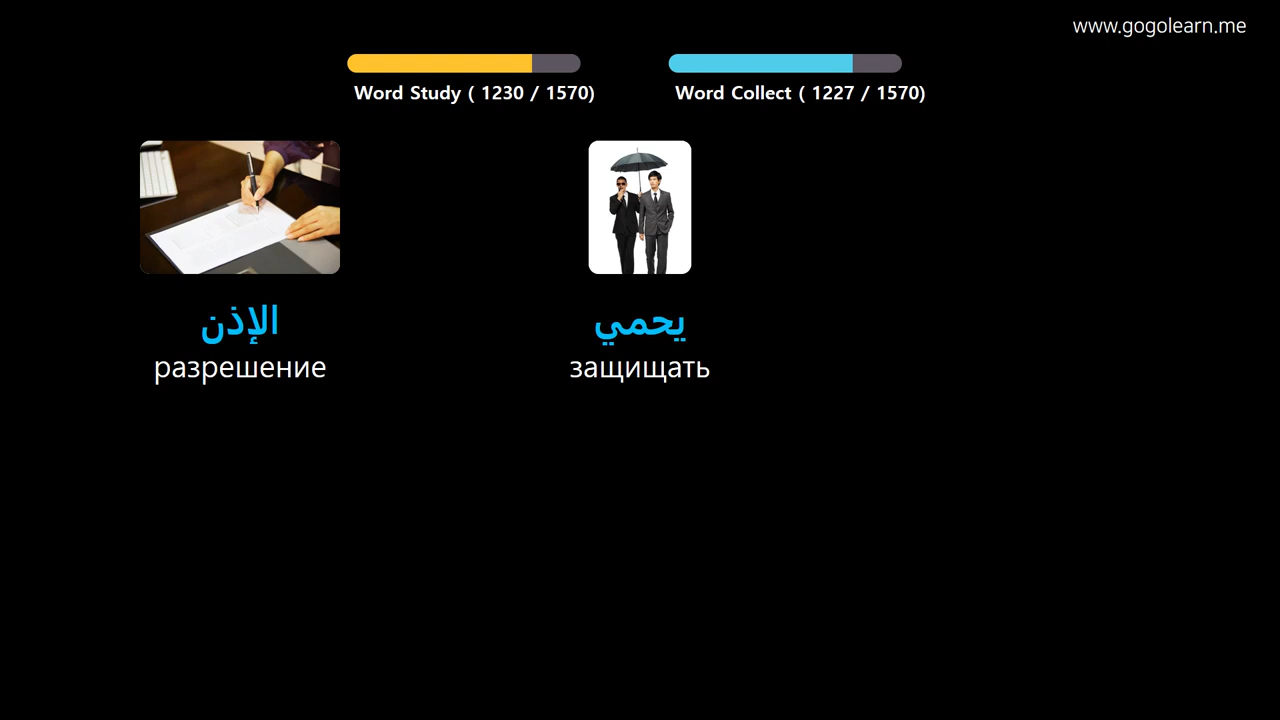 www.gogolearn.me
Word Study ( 1230 / 1570)
Word Collect ( 1227 / 1570)
الإذن
разрешение
يحمي
защищать